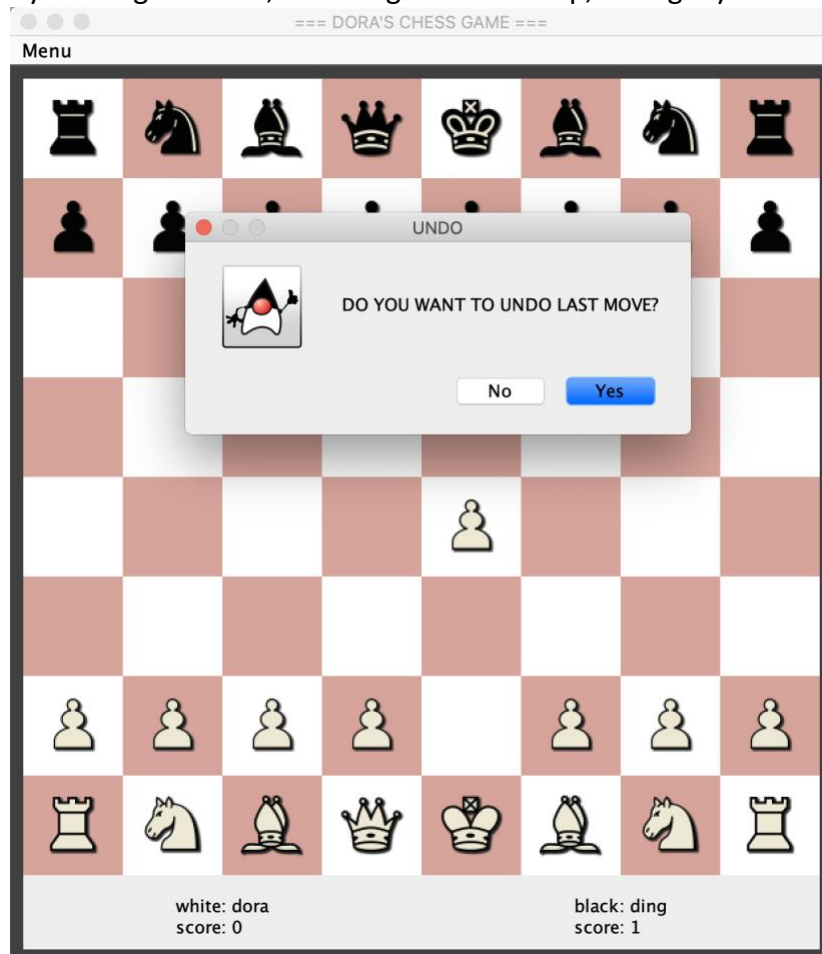 === DORA'S CHESS GAME ===
Menu
UNDO
DO YOU WANT TO UNDO LAST MOVE?
No Yes
white: dora black: ding
score: 0 score: 1